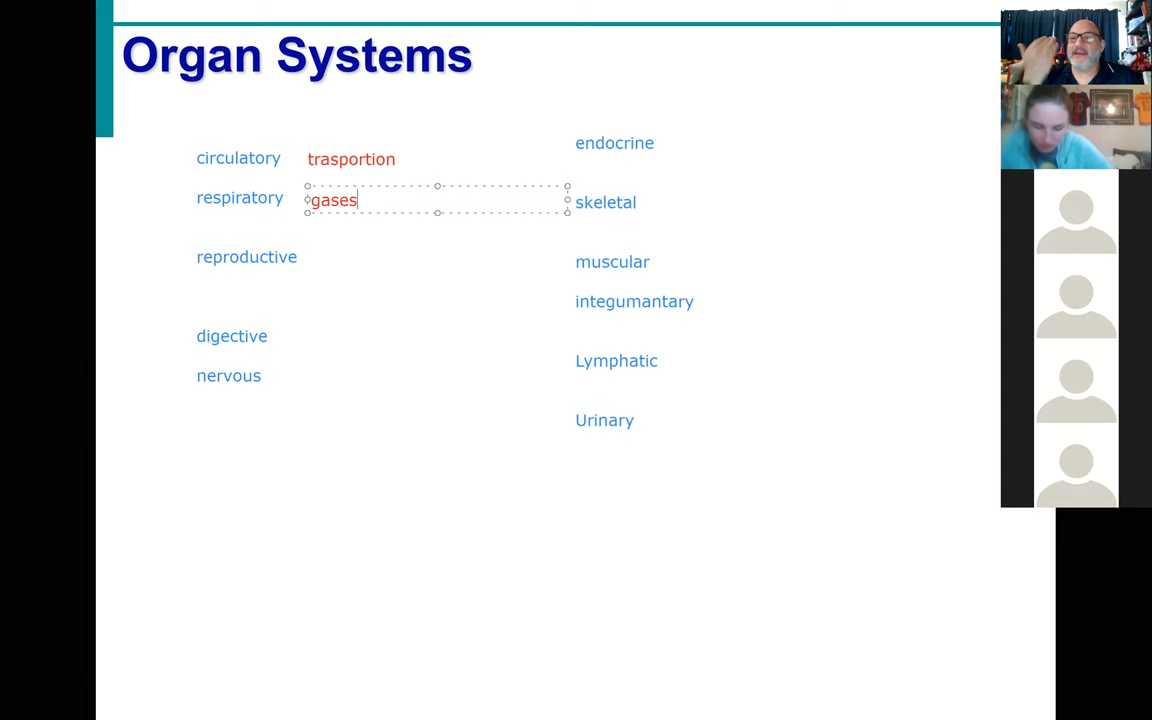 Organ Systems
circulatory trasportion
respiratory gases
reproductive
digective
nervous
endocrine
skeletal
muscular
integumantary
Lymphatic
Urinary